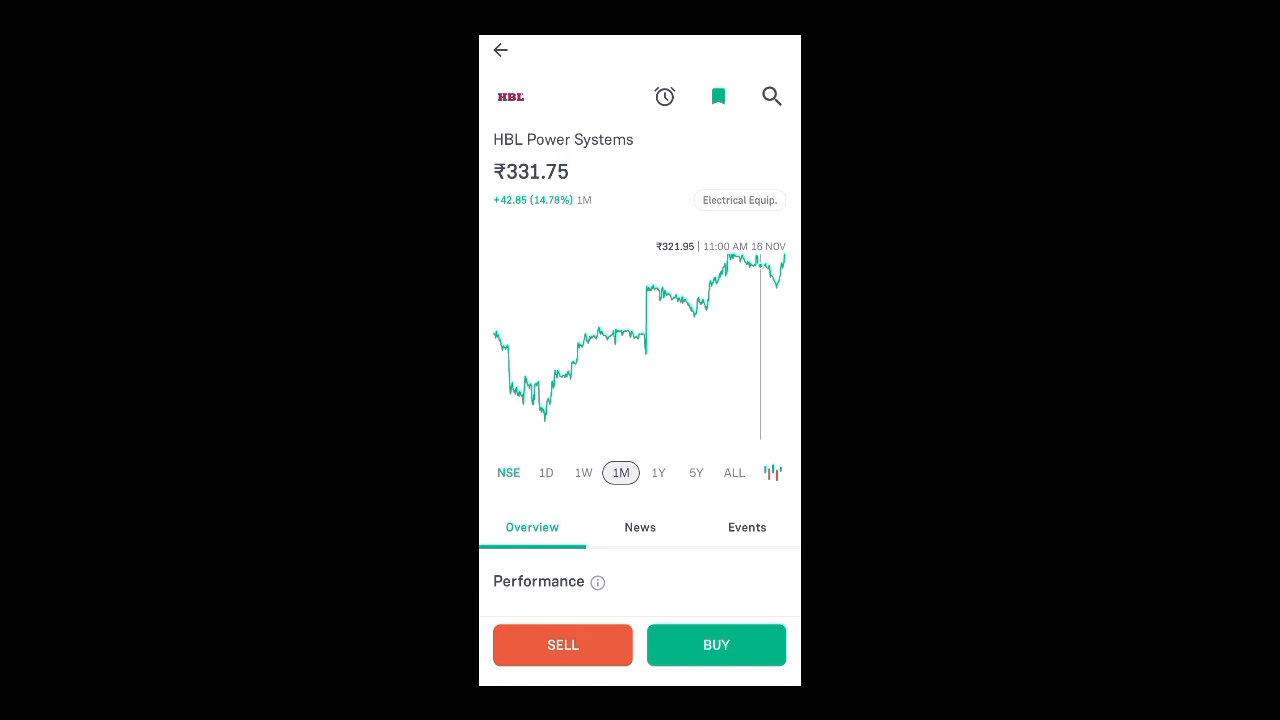 HBL
HBL Power Systems
₹331.75
+42.85 (14.78%) 1M
Electrical Equip.
₹321.95 | 11:00 AM 16 NOV
NSE 1D 1W 1M 1Y 5Y ALL
Overview News Events
Performance
SELL BUY